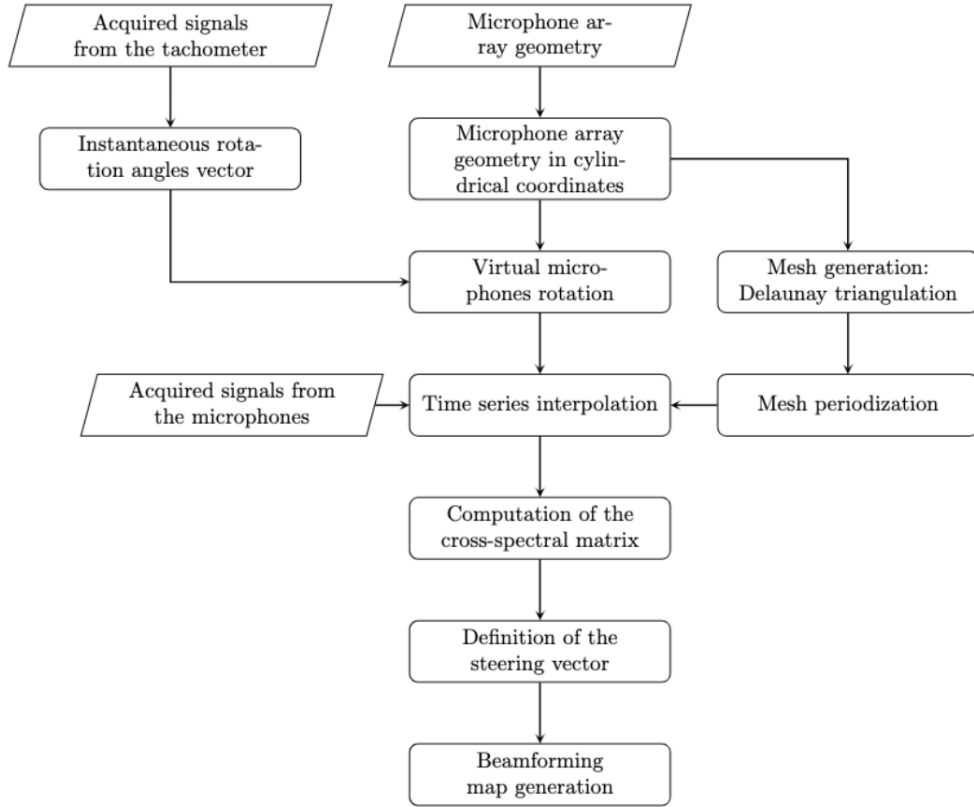 Acquired signals
from the tachometer
Microphone ar-
ray geometry
Instantaneous rota-
tion angles vector
Microphone array
geometry in cylin-
drical coordinates
Virtual micro-
phones rotation
Mesh generation:
Delaunay triangulation
Acquired signals from
the microphones
Time series interpolation
Mesh periodization
Computation of the
cross-spectral matrix
Definition of the
steering vector
Beamforming
map generation